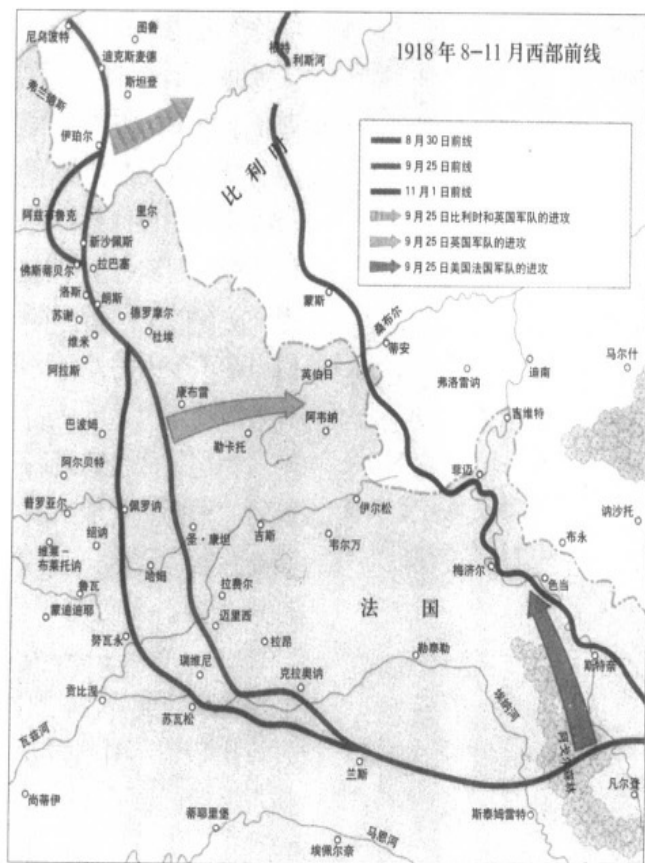 1918年8-11月西部前线
8月30日前线
9月25日前线
11月1日前线
9月25日比利时和英国军队的进攻
9月25日英国军队的进攻
9月25日美国法国军队的进攻
尼乌波特
图鲁
迪克斯麦德
斯坦登
根特
利斯河
伊珀尔
比利时
阿兹布鲁克
里尔
新沙佩斯
佛斯蒂贝尔
拉巴塞
洛斯
朗斯
苏谢
德罗摩尔
维米
杜埃
阿拉斯
蒙斯
桑布尔
蒂安
英伯日
弗洛雷讷
迪南
马尔什
康布雷
阿韦纳
吉维特
巴波姆
勒卡托
阿尔贝特
菲迈
普罗亚尔
佩罗讷
伊尔松
讷沙托
纽讷
圣·康坦
吉斯
韦尔万
布永
维莱-
布莱托讷
哈姆
梅济尔
色当
鲁瓦
拉费尔
法国
蒙迪迪耶
迈里西
努瓦永
拉昂
勒泰勒
斯特奈
瑞维尼
克拉奥讷
贡比涅
苏瓦松
埃纳河
瓦兹河
兰斯
阿戈尔森林
凡尔登
尚蒂伊
蒂耶里堡
马恩河
斯泰姆雷特
埃佩尔奈